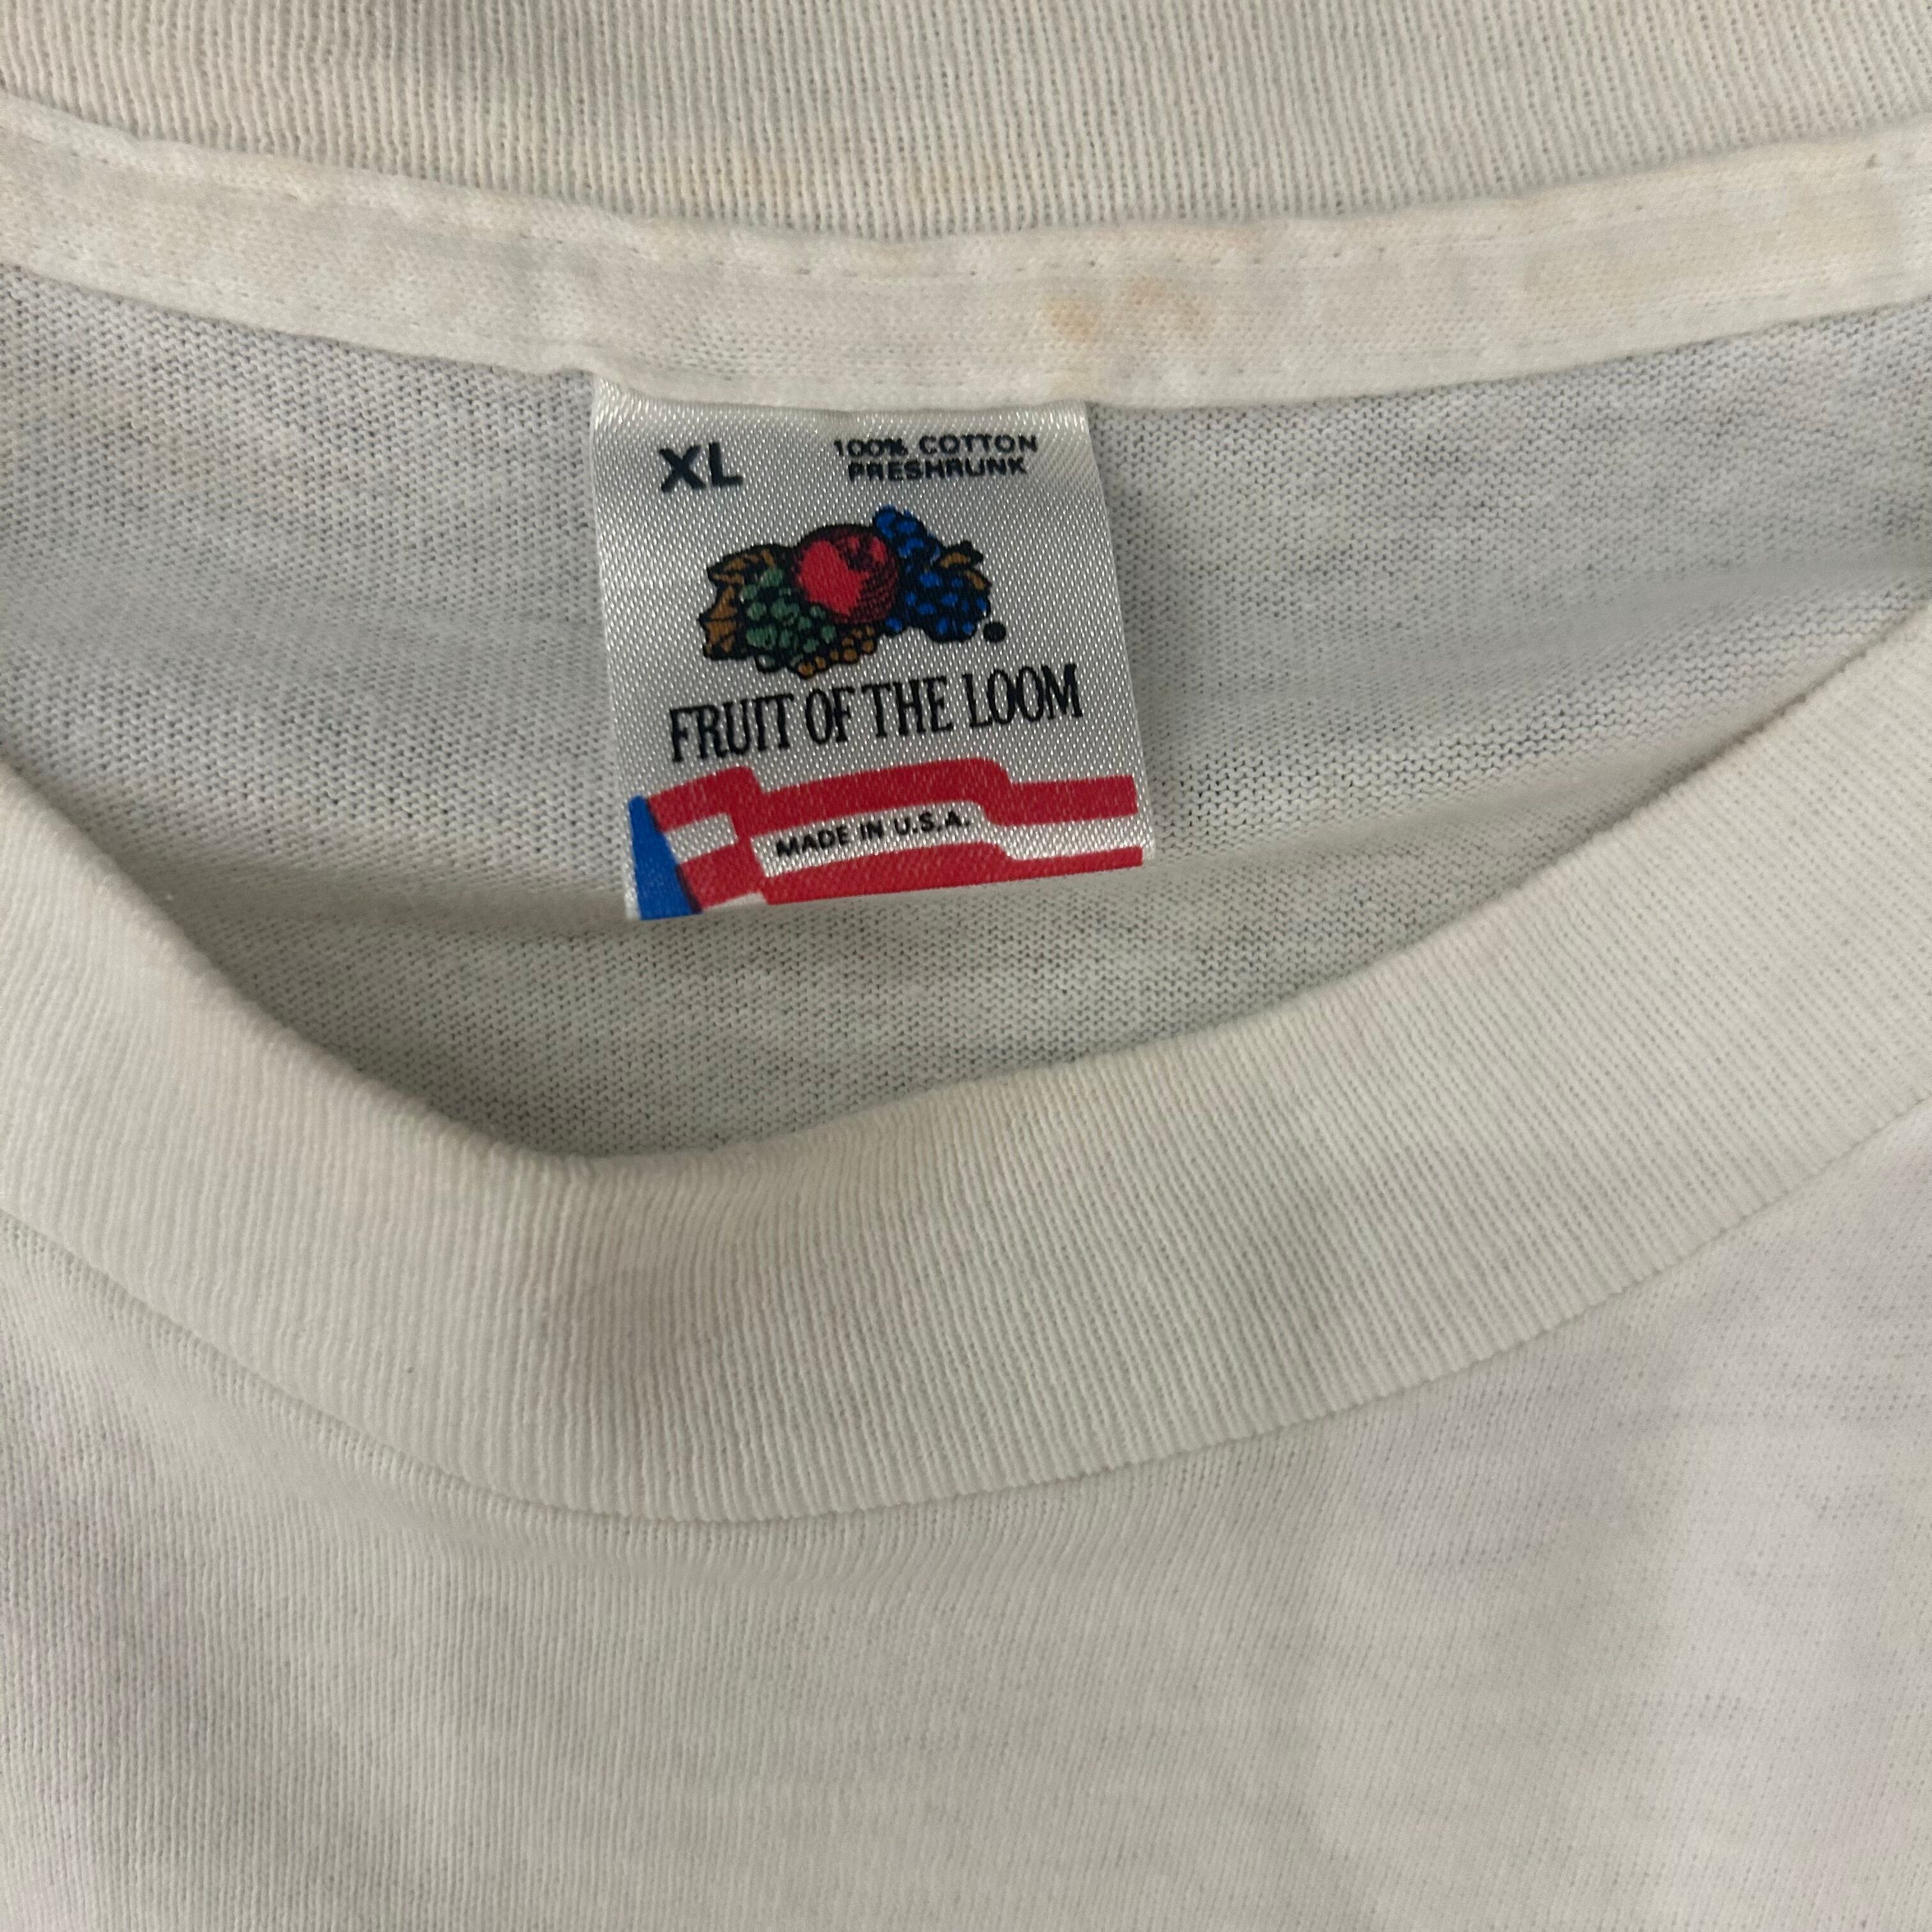 XL
100% COTTON
PRESHRUNK
FRUIT OF THE LOOM
MADE IN U.S.A.